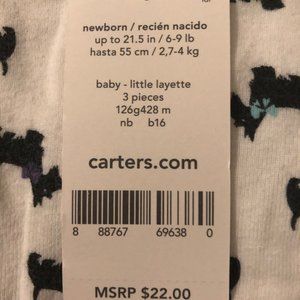 newborn / recién nacido
up to 21.5 in / 6-9 lb
hasta 55 cm / 2,7-4 kg
baby - little layette
3 pieces
126g428 m
nb b16
carters.com
8 88767 69638 0
MSRP $22.00